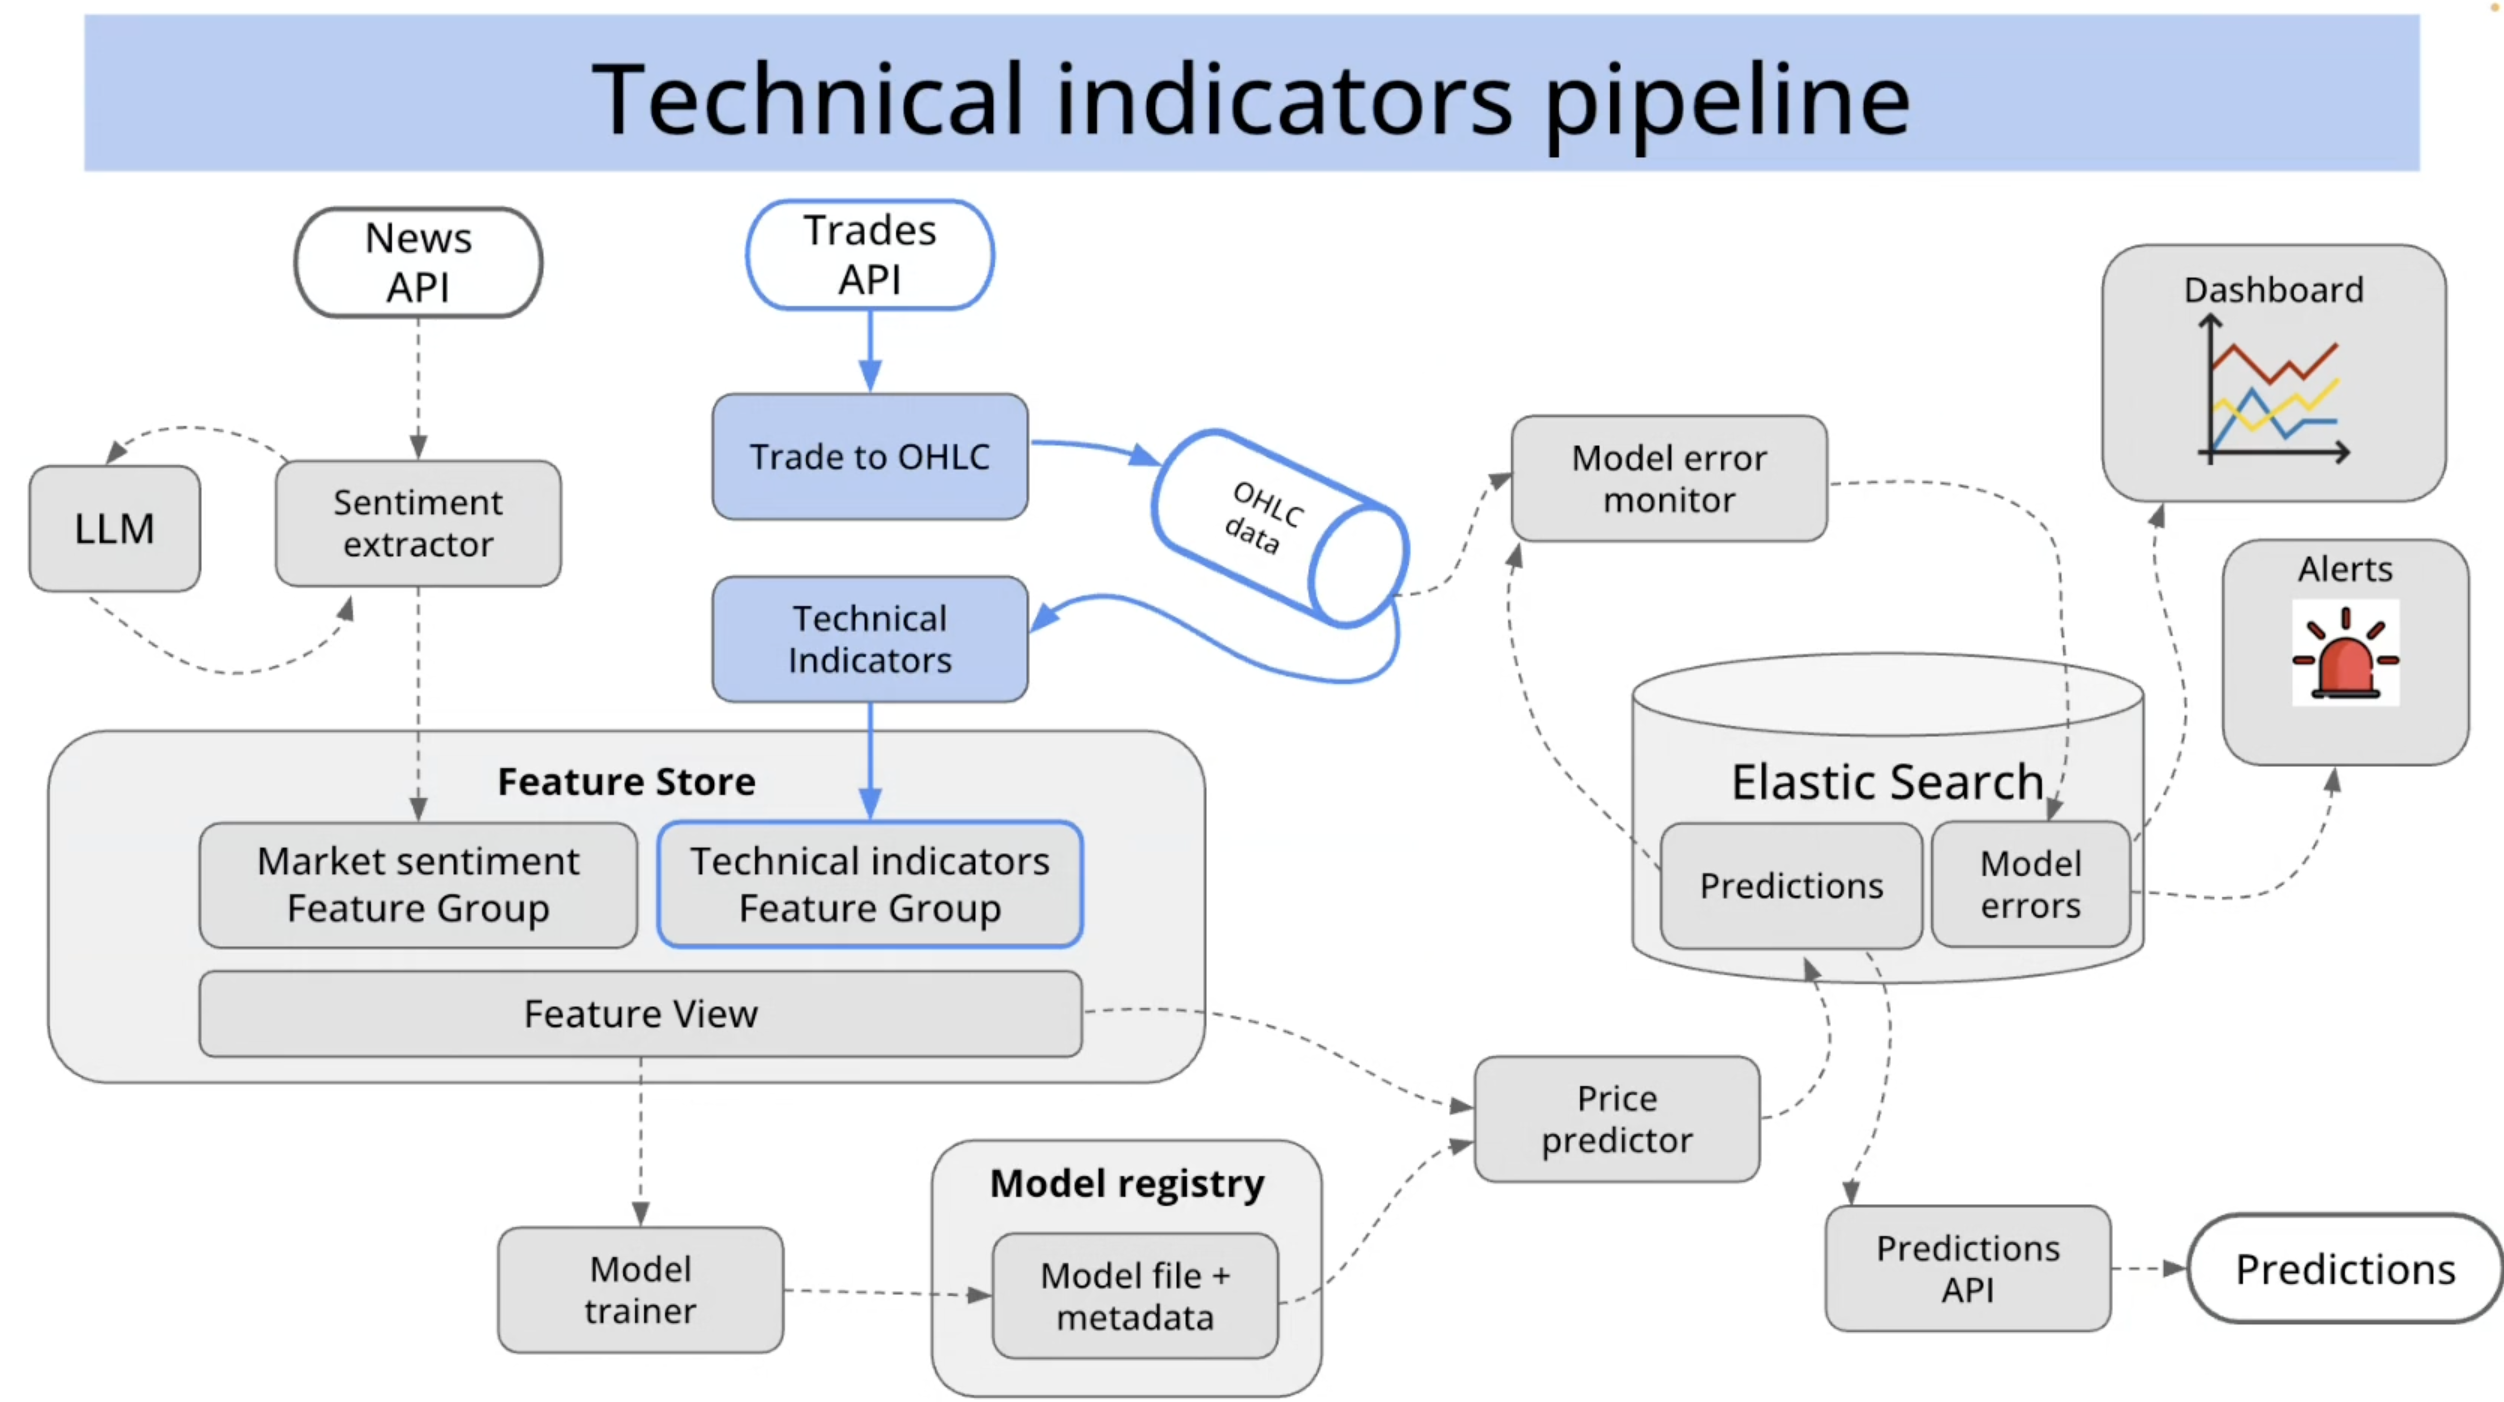 Technical indicators pipeline
News
API
Trades
API
Dashboard
Trade to OHLC
OHLC
data
Model error
monitor
LLM
Sentiment
extractor
Alerts
Technical
Indicators
Feature Store
Elastic Search
Market sentiment
Feature Group
Technical indicators
Feature Group
Predictions
Model
errors
Feature View
Price
predictor
Model registry
Model
trainer
Model file +
metadata
Predictions
API
Predictions